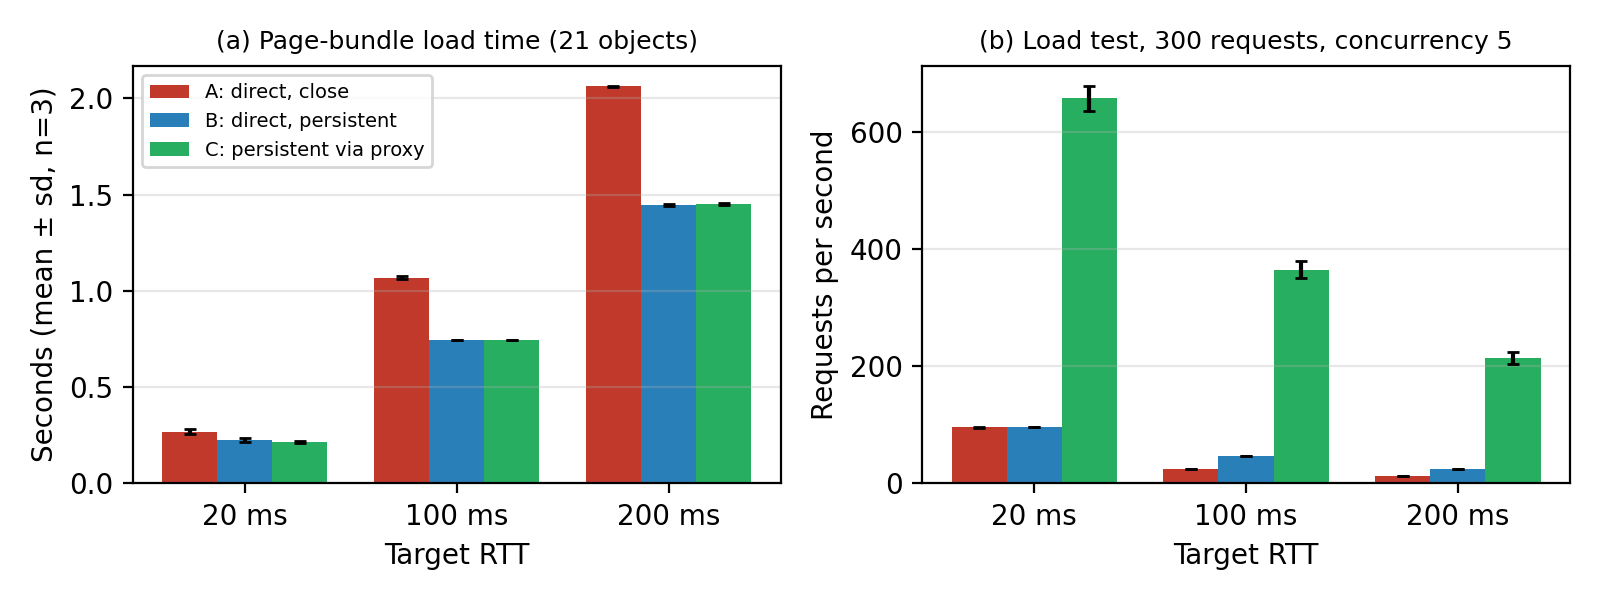 (a) Page-bundle load time (21 objects)
Seconds (mean ± sd, n=3)
2.0
1.5
1.0
0.5
0.0
A: direct, close
B: direct, persistent
C: persistent via proxy
20 ms
100 ms
200 ms
Target RTT
(b) Load test, 300 requests, concurrency 5
Requests per second
600
400
200
0
20 ms
100 ms
200 ms
Target RTT